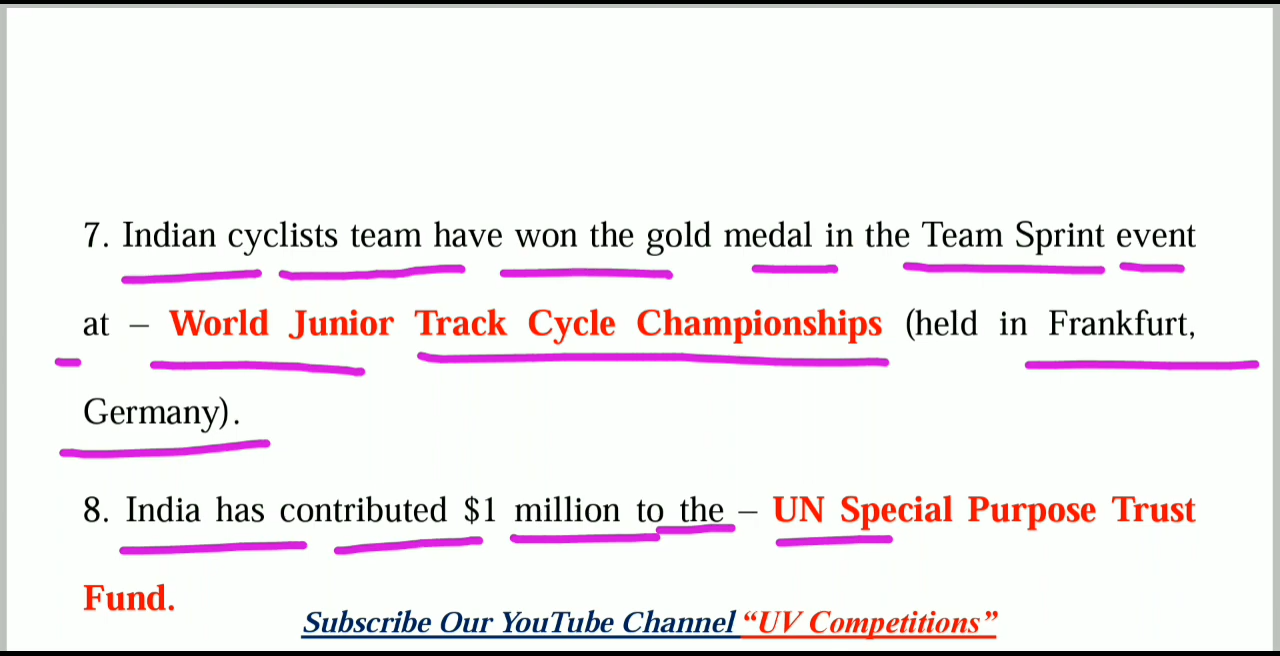 7. Indian cyclists team have won the gold medal in the Team Sprint event
at – World Junior Track Cycle Championships (held in Frankfurt,
Germany).
8. India has contributed $1 million to the – UN Special Purpose Trust
Fund.
Subscribe Our YouTube Channel “UV Competitions”